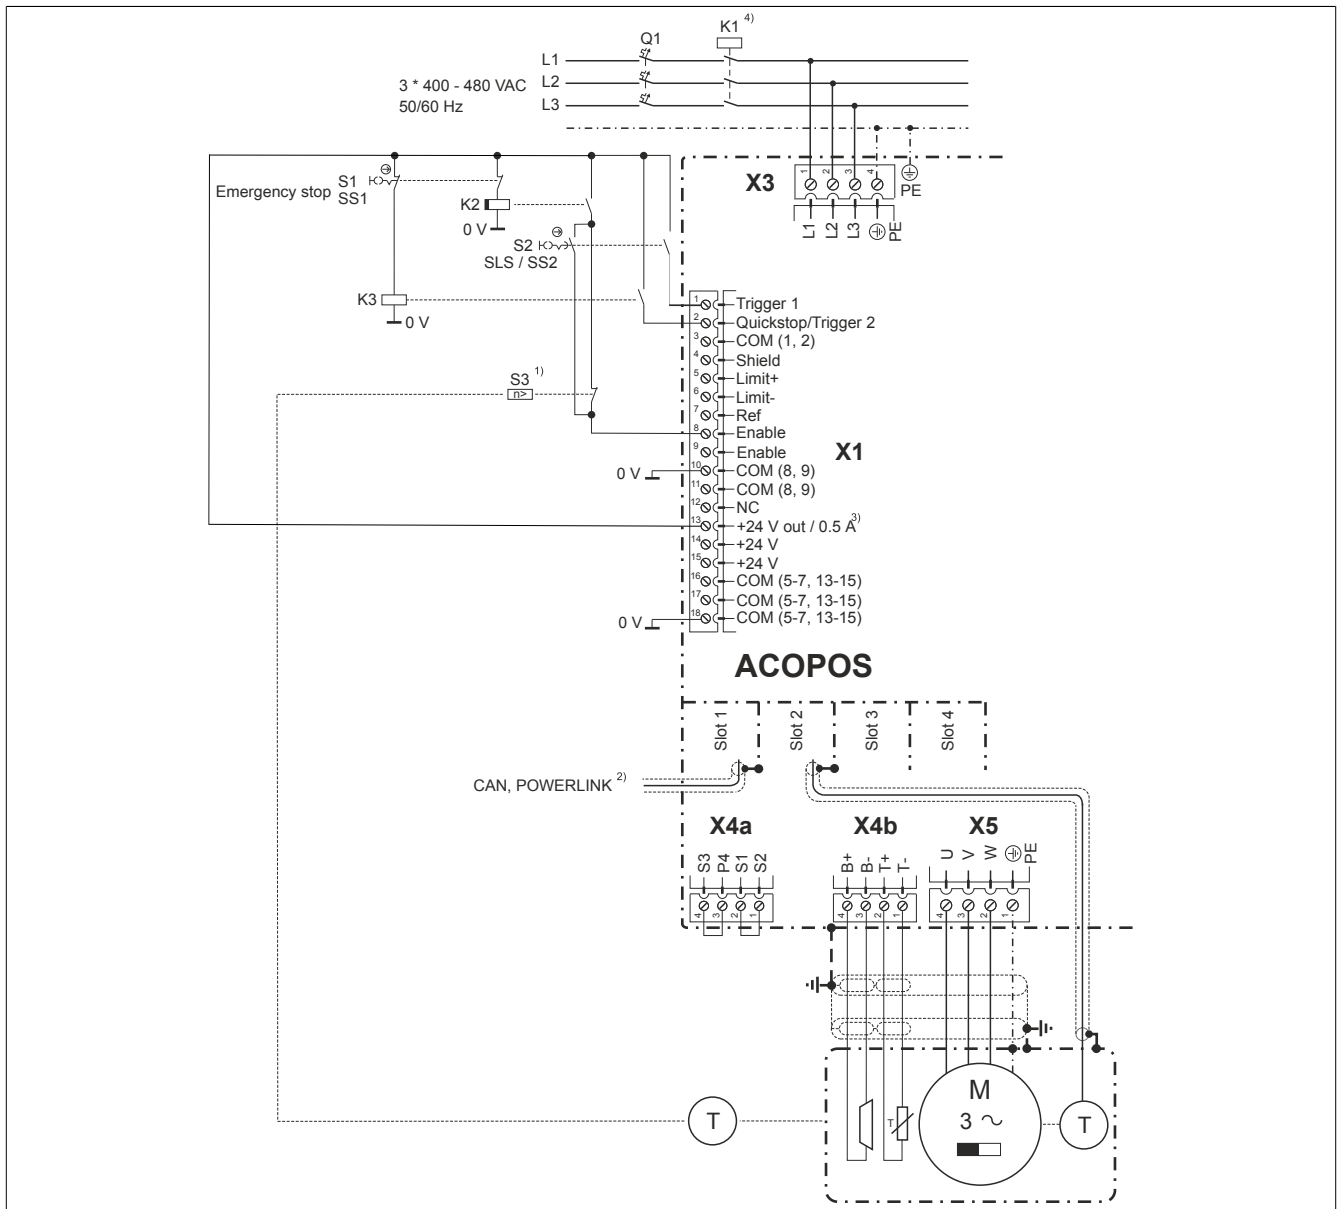 Q1
K1 4)
L1
3 * 400 - 480 VAC
50/60 Hz
L2
L3
Emergency stop
S1
SS1
K2
0 V
S2
SLS / SS2
K3
0 V
S3 1)
n>
X3
1 2 3 4
PE
L1 L2 L3 PE
1 Trigger 1
2 Quickstop/Trigger 2
3 COM (1, 2)
4 Shield
5 Limit+
6 Limit-
7 Ref
8 Enable
9 Enable
X1
0 V
10 COM (8, 9)
11 COM (8, 9)
12 NC
13 +24 V out / 0.5 A 3)
14 +24 V
15 +24 V
16 COM (5-7, 13-15)
17 COM (5-7, 13-15)
0 V
18 COM (5-7, 13-15)
ACOPOS
Slot 1
Slot 2
Slot 3
Slot 4
CAN, POWERLINK 2)
X4a
X4b
X5
S3 P4 S1 S2
B+ B- T+ T-
U V W PE
4 3 2 1
4 3 2 1
4 3 2 1
M
3 ~
T
T
T